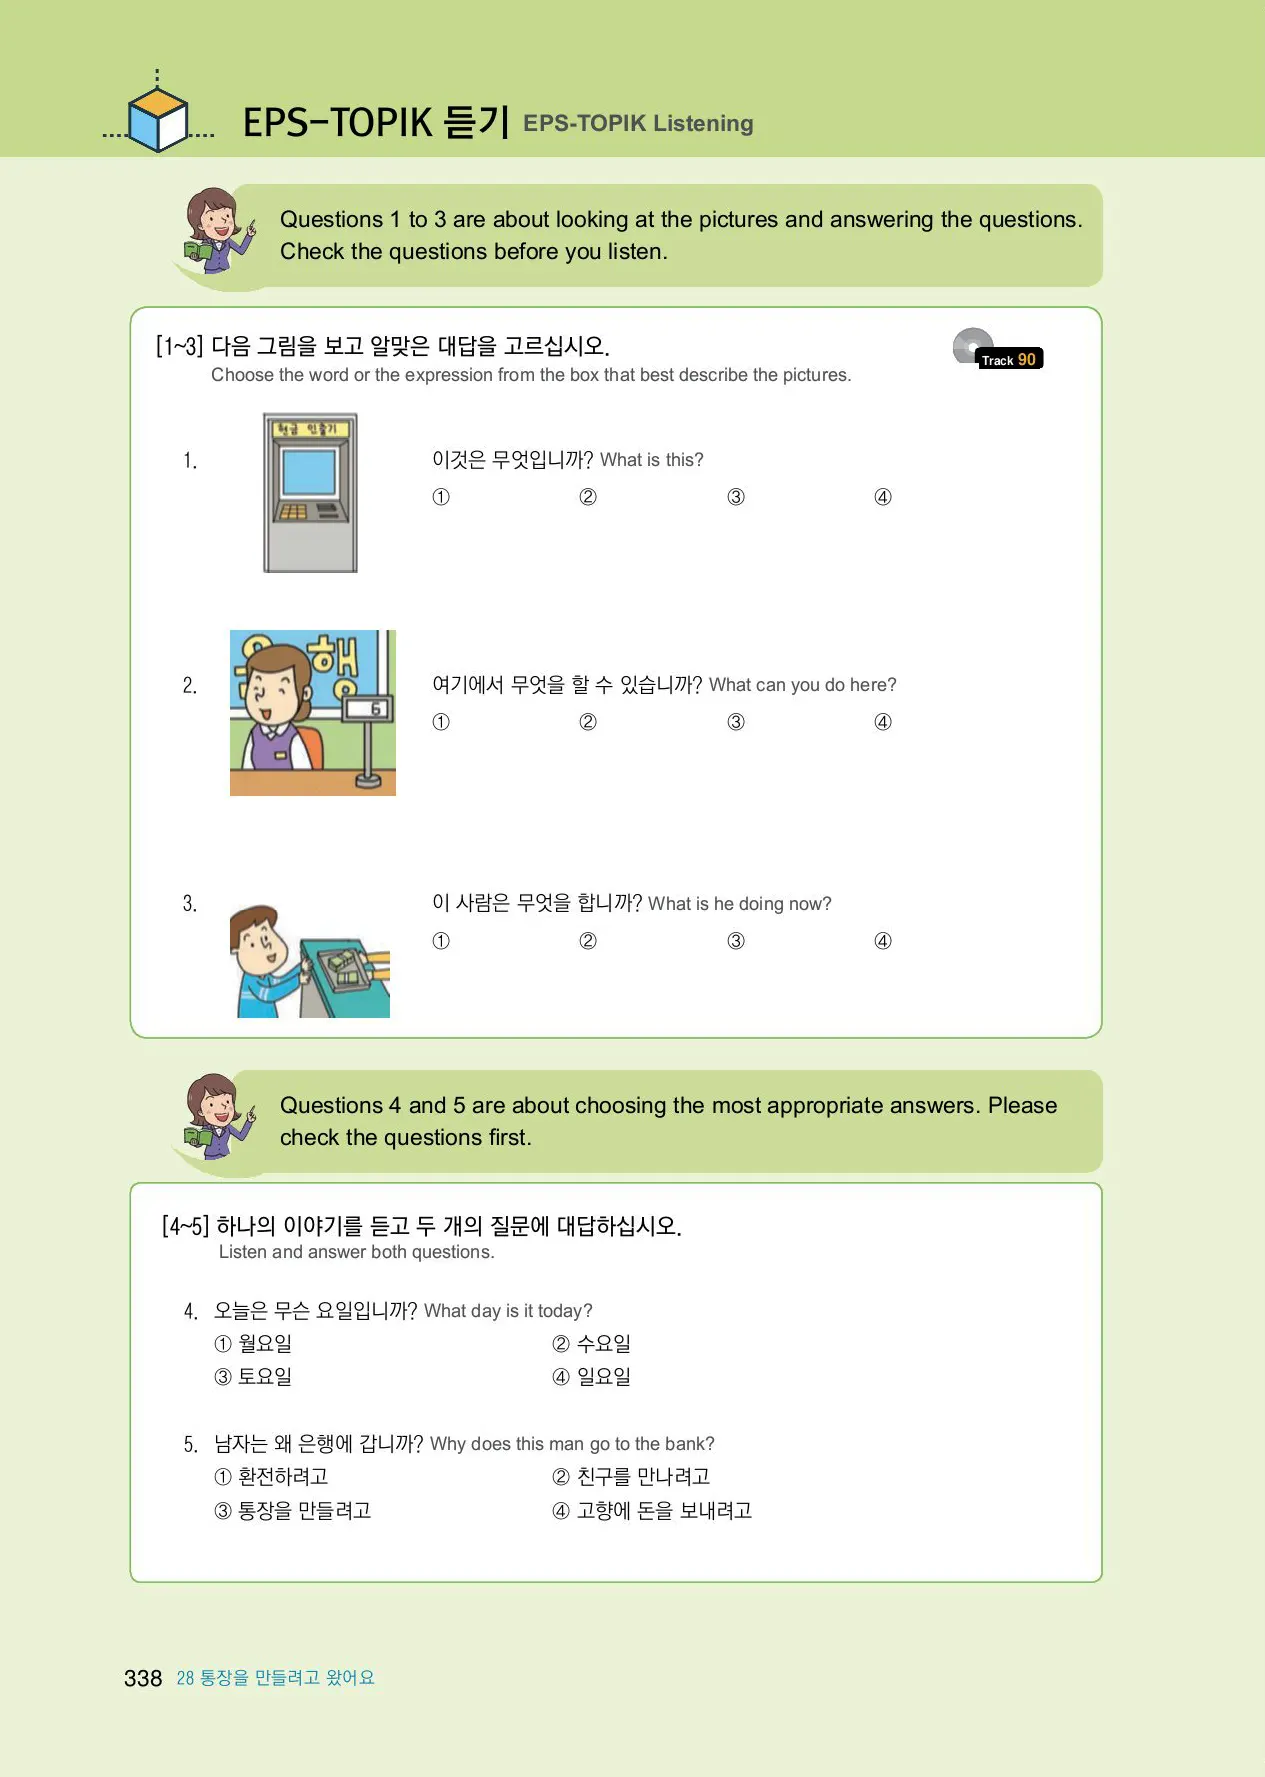 EPS-TOPIK 듣기 EPS-TOPIK Listening
Questions 1 to 3 are about looking at the pictures and answering the questions.
Check the questions before you listen.
[1~3] 다음 그림을 보고 알맞은 대답을 고르십시오.
Track 90
Choose the word or the expression from the box that best describe the pictures.
현금 인출기
1. 이것은 무엇입니까? What is this?
① ② ③ ④
은행
6
2. 여기에서 무엇을 할 수 있습니까? What can you do here?
① ② ③ ④
3. 이 사람은 무엇을 합니까? What is he doing now?
① ② ③ ④
Questions 4 and 5 are about choosing the most appropriate answers. Please
check the questions first.
[4~5] 하나의 이야기를 듣고 두 개의 질문에 대답하십시오.
Listen and answer both questions.
4. 오늘은 무슨 요일입니까? What day is it today?
① 월요일 ② 수요일
③ 토요일 ④ 일요일
5. 남자는 왜 은행에 갑니까? Why does this man go to the bank?
① 환전하려고 ② 친구를 만나려고
③ 통장을 만들려고 ④ 고향에 돈을 보내려고
338 28 통장을 만들려고 왔어요